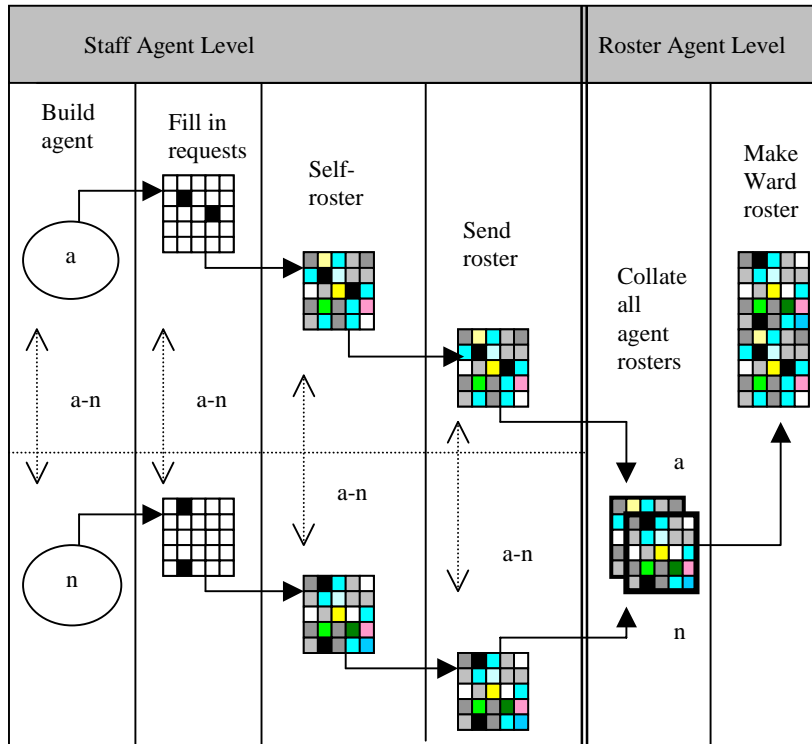 Staff Agent Level
Roster Agent Level
Build
agent
Fill in
requests
Self-
roster
Send
roster
Collate
all
agent
rosters
Make
Ward
roster
a
a-n
a-n
a-n
a-n
a
n
n